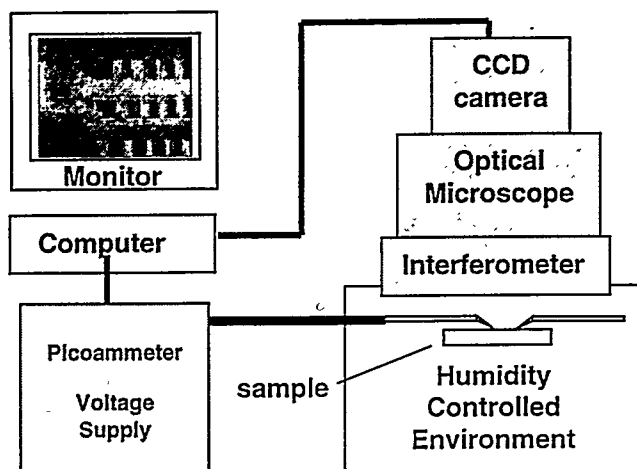 CCD
camera
Optical
Microscope
Interferometer
Monitor
Computer
Picoammeter
Voltage
Supply
sample
Humidity
Controlled
Environment